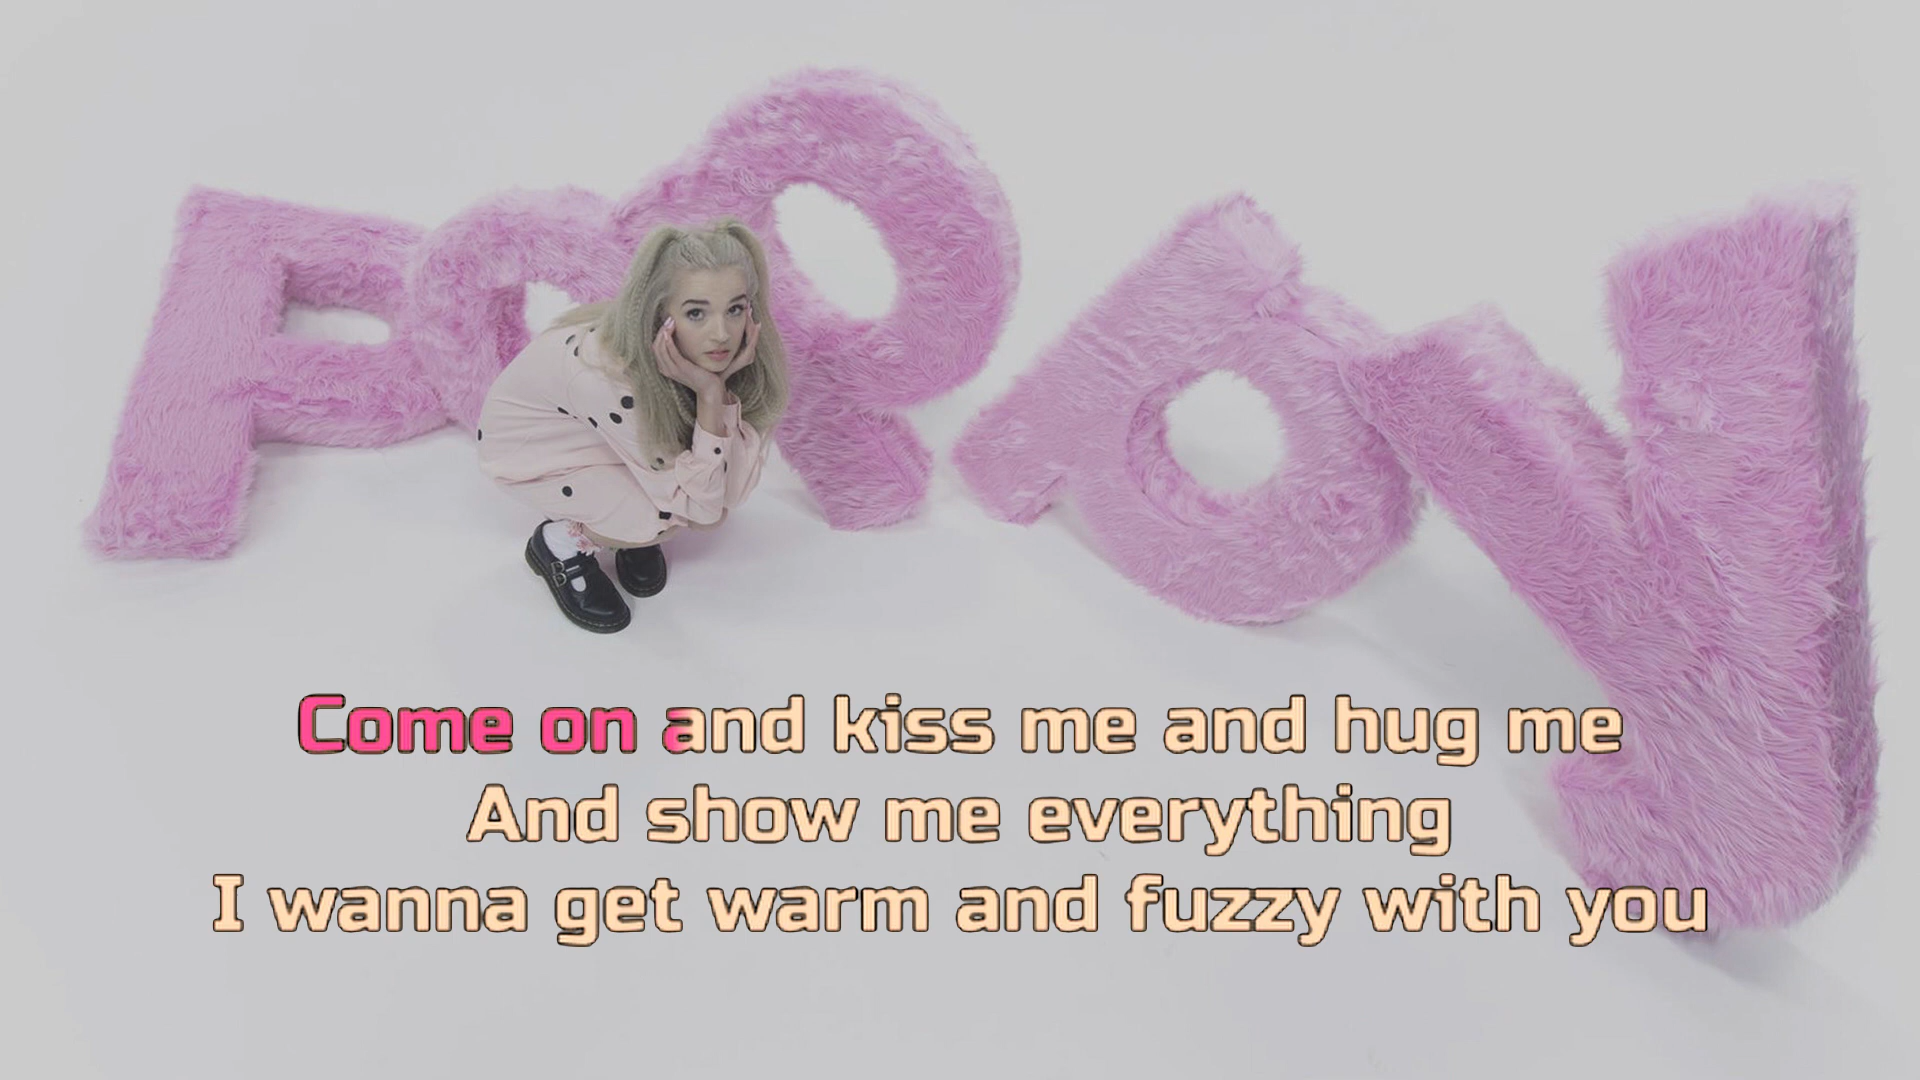 POPPY
Come on and kiss me and hug me
And show me everything
I wanna get warm and fuzzy with you